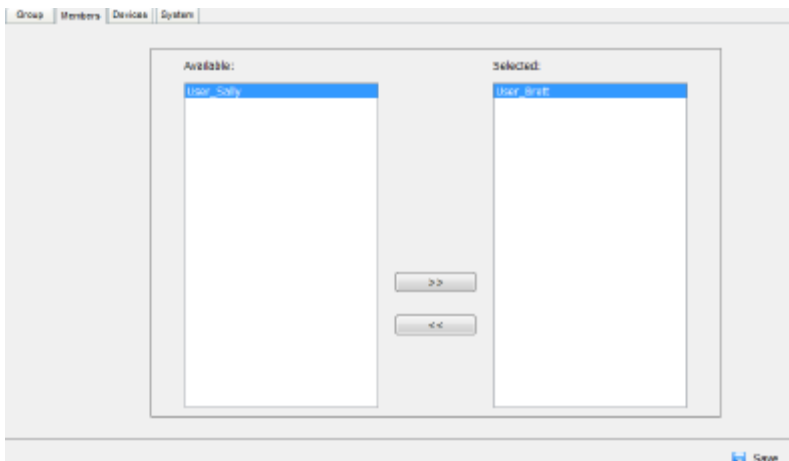 Group Members Devices System
Available: Selected:
User_Sally User_Brett
>>
<<
Save